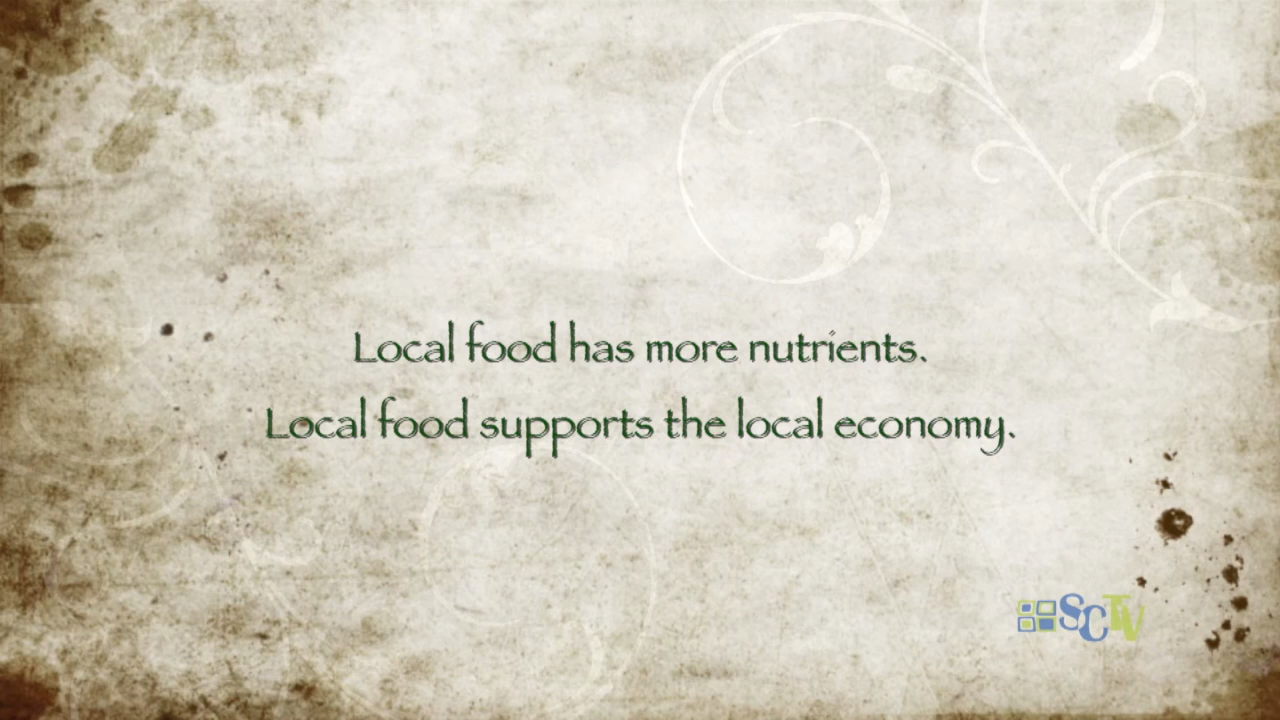 Local food has more nutrients.
Local food supports the local economy.
SCTV